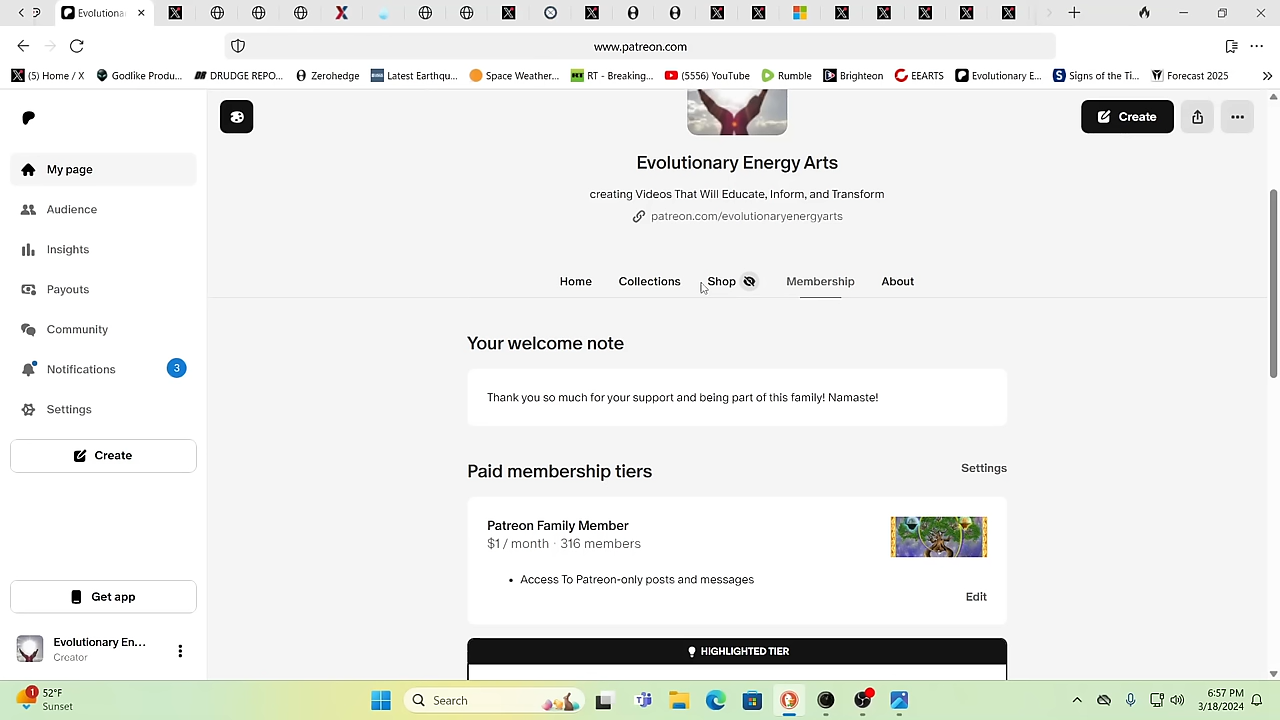 Evolutiona
www.patreon.com
(5) Home / X
Godlike Produ...
DRUDGE REPO...
Zerohedge
Latest Earthqu...
Space Weather...
RT - Breaking...
(5556) YouTube
Rumble
Brighteon
EEARTS
Evolutionary E...
Signs of the Ti...
Forecast 2025
Create
My page
Audience
Insights
Payouts
Community
Notifications 3
Settings
Create
Get app
Evolutionary En...
Creator
Evolutionary Energy Arts
creating Videos That Will Educate, Inform, and Transform
patreon.com/evolutionaryenergyarts
Home Collections Shop Membership About
Your welcome note
Thank you so much for your support and being part of this family! Namaste!
Paid membership tiers
Settings
Patreon Family Member
$1 / month · 316 members
• Access To Patreon-only posts and messages
Edit
HIGHLIGHTED TIER
1
52°F
Sunset
Search
6:57 PM
3/18/2024